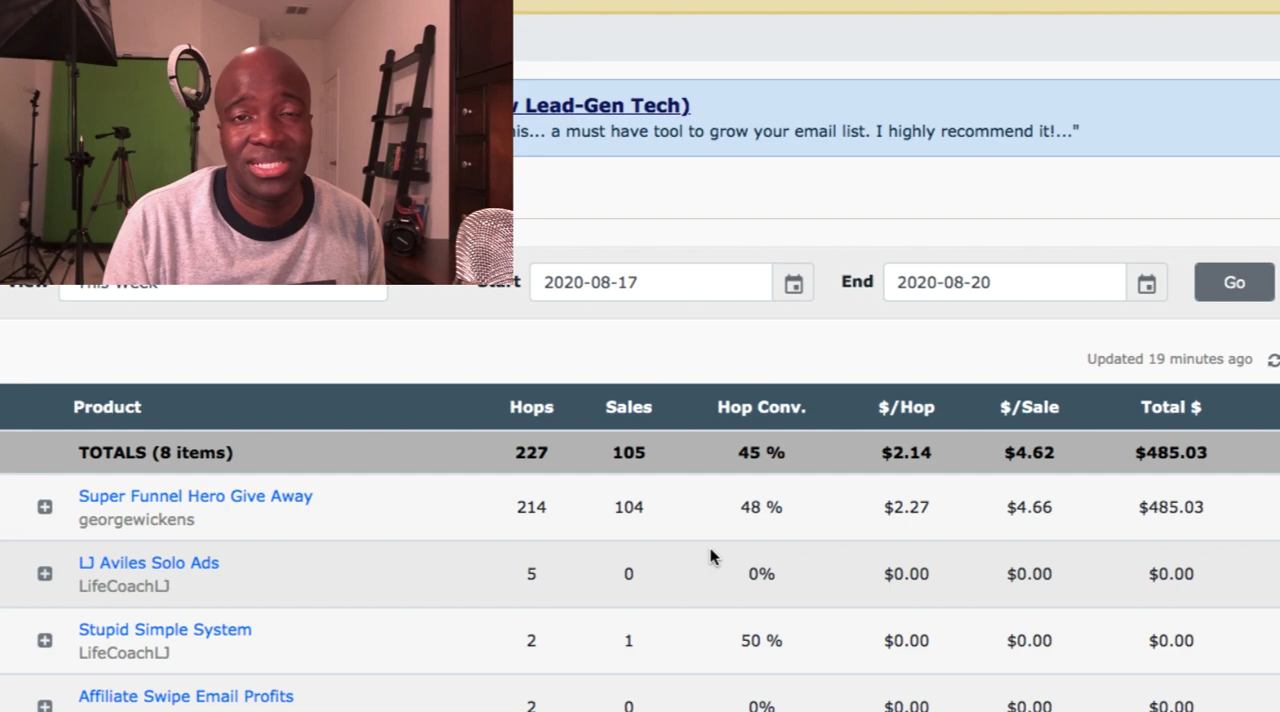 Lead-Gen Tech)
his... a must have tool to grow your email list. I highly recommend it!..."
This Week
Start 2020-08-17 End 2020-08-20 Go
Updated 19 minutes ago
Product Hops Sales Hop Conv. $/Hop $/Sale Total $
TOTALS (8 items) 227 105 45 % $2.14 $4.62 $485.03
Super Funnel Hero Give Away 214 104 48 % $2.27 $4.66 $485.03
georgewickens
LJ Aviles Solo Ads 5 0 0% $0.00 $0.00 $0.00
LifeCoachLJ
Stupid Simple System 2 1 50 % $0.00 $0.00 $0.00
LifeCoachLJ
Affiliate Swipe Email Profits 2 0 0% $0.00 $0.00 $0.00